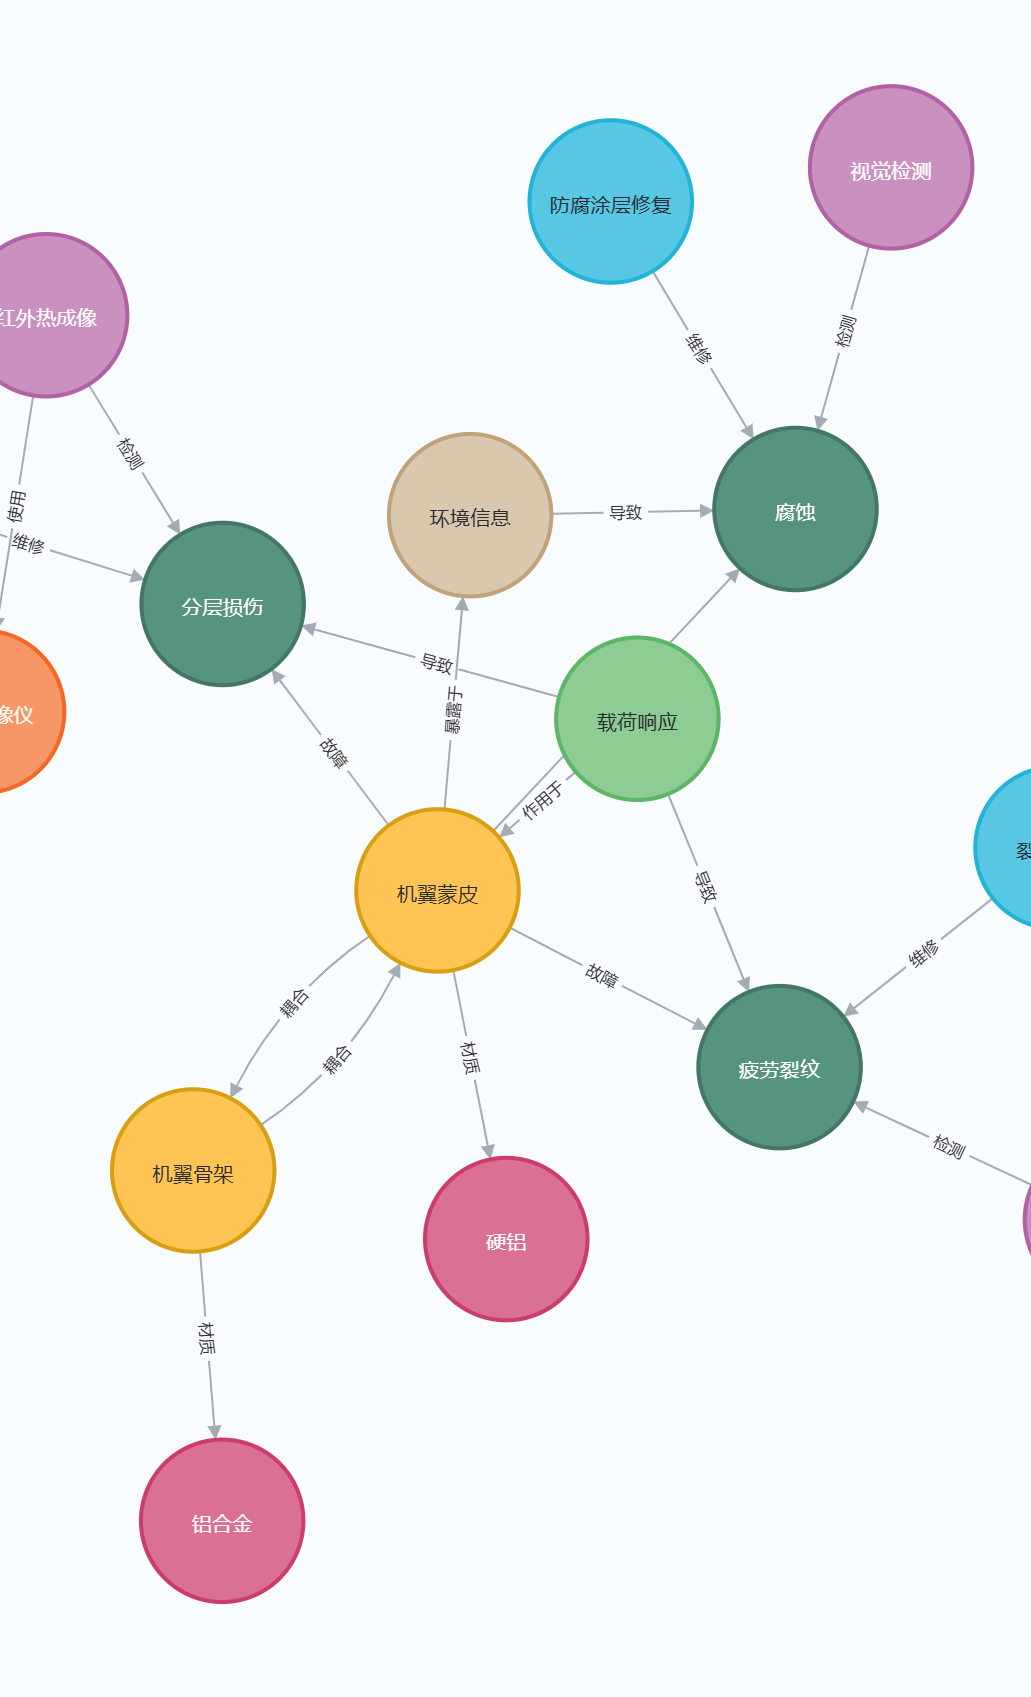 视觉检测
防腐涂层修复
红外热成像
检测
维修
检测
使用
维修
环境信息
导致
腐蚀
分层损伤
导致
暴露于
载荷响应
像仪
故障
作用于
裂
机翼蒙皮
导致
维修
故障
耦合
耦合
材质
疲劳裂纹
检测
机翼骨架
硬铝
材质
铝合金